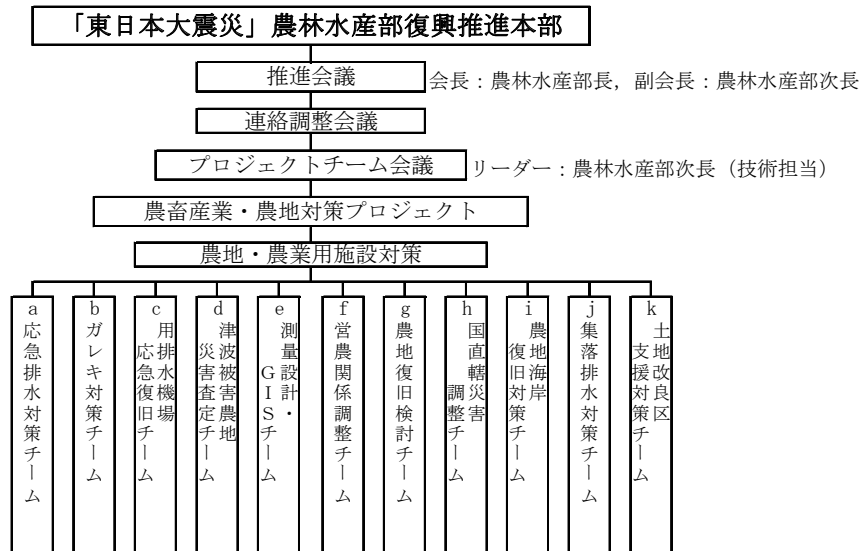 「東日本大震災」農林水産部復興推進本部
推進会議
会長：農林水産部長，副会長：農林水産部次長
連絡調整会議
プロジェクトチーム会議
リーダー：農林水産部次長（技術担当）
農畜産業・農地対策プロジェクト
農地・農業用施設対策
a
応急排水対策チーム
b
ガレキ対策チーム
c
用排水機場
応急復旧チーム
d
津波被害農地
災害査定チーム
e
測量設計・
GISチーム
f
営農関係調整チーム
g
農地復旧検討チーム
h
国直轄災害
調整チーム
i
農地海岸
復旧対策チーム
j
集落排水対策チーム
k
土地改良区
支援対策チーム